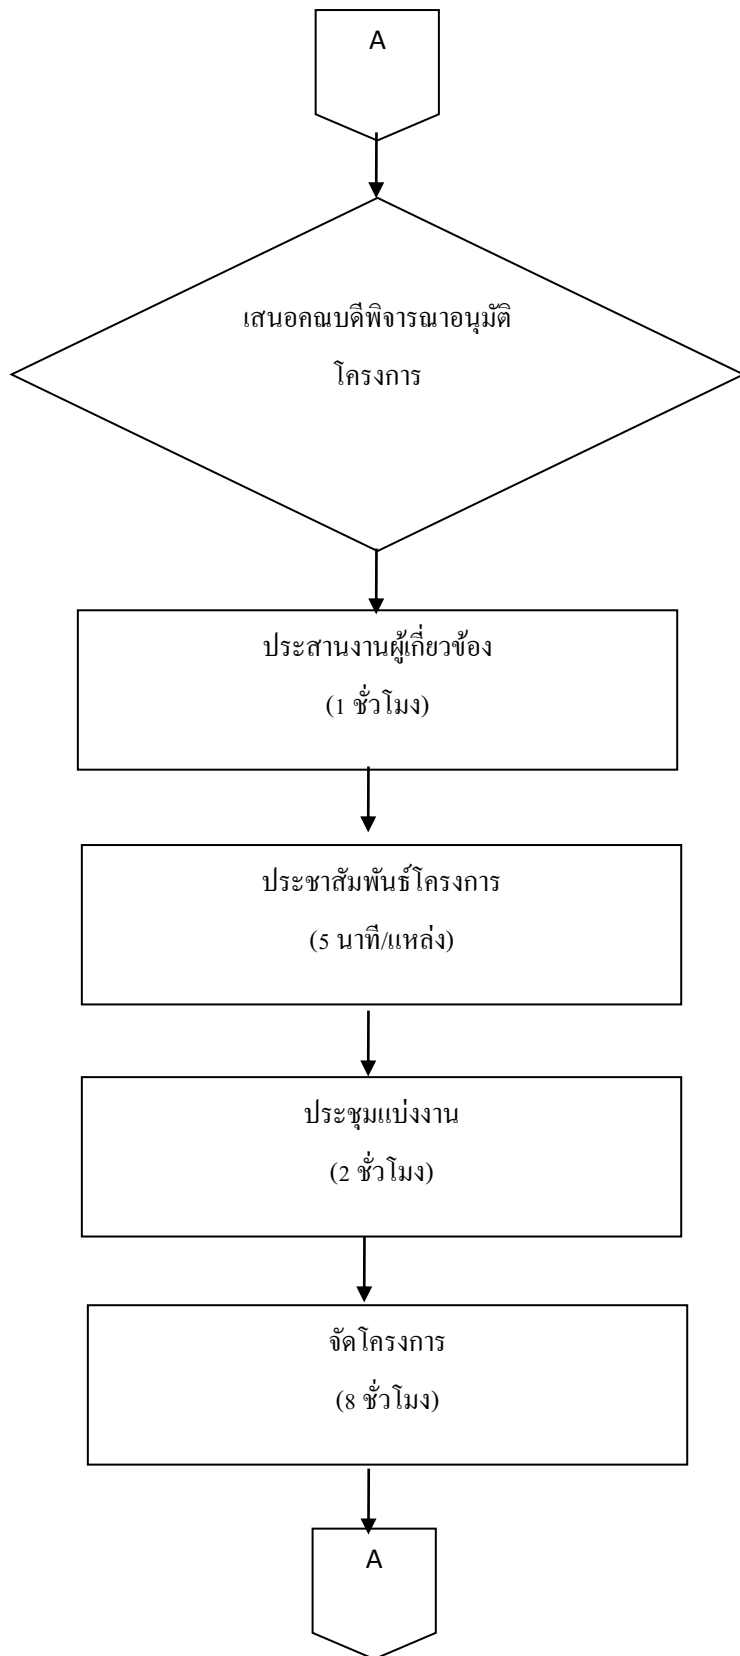 A
เสนอคณบดีพิจารณาอนุมัติ
โครงการ
ประสานงานผู้เกี่ยวข้อง
(1 ชั่วโมง)
ประชาสัมพันธ์โครงการ
(5 นาที/แหล่ง)
ประชุมแบ่งงาน
(2 ชั่วโมง)
จัดโครงการ
(8 ชั่วโมง)
A